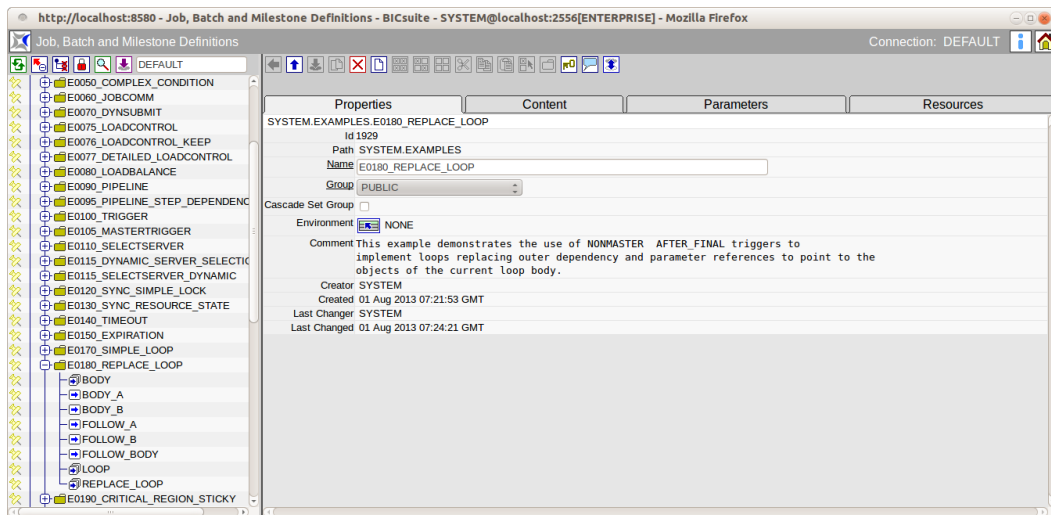 http://localhost:8580 - Job, Batch and Milestone Definitions - BICsuite - SYSTEM@localhost:2556[ENTERPRISE] - Mozilla Firefox
Job, Batch and Milestone Definitions
Connection: DEFAULT
DEFAULT
E0050_COMPLEX_CONDITION
E0060_JOBCOMM
E0070_DYNSUBMIT
E0075_LOADCONTROL
E0076_LOADCONTROL_KEEP
E0077_DETAILED_LOADCONTROL
E0080_LOADBALANCE
E0090_PIPELINE
E0095_PIPELINE_STEP_DEPENDENC
E0100_TRIGGER
E0105_MASTERTRIGGER
E0110_SELECTSERVER
E0115_DYNAMIC_SERVER_SELECTIO
E0115_SELECTSERVER_DYNAMIC
E0120_SYNC_SIMPLE_LOCK
E0130_SYNC_RESOURCE_STATE
E0140_TIMEOUT
E0150_EXPIRATION
E0170_SIMPLE_LOOP
E0180_REPLACE_LOOP
BODY
BODY_A
BODY_B
FOLLOW_A
FOLLOW_B
FOLLOW_BODY
LOOP
REPLACE_LOOP
E0190_CRITICAL_REGION_STICKY
Properties Content Parameters Resources
SYSTEM.EXAMPLES.E0180_REPLACE_LOOP
Id 1929
Path SYSTEM.EXAMPLES
Name E0180_REPLACE_LOOP
Group PUBLIC
Cascade Set Group
Environment NONE
Comment This example demonstrates the use of NONMASTER  AFTER_FINAL triggers to
implement loops replacing outer dependency and parameter references to point to the
objects of the current loop body.
Creator SYSTEM
Created 01 Aug 2013 07:21:53 GMT
Last Changer SYSTEM
Last Changed 01 Aug 2013 07:24:21 GMT